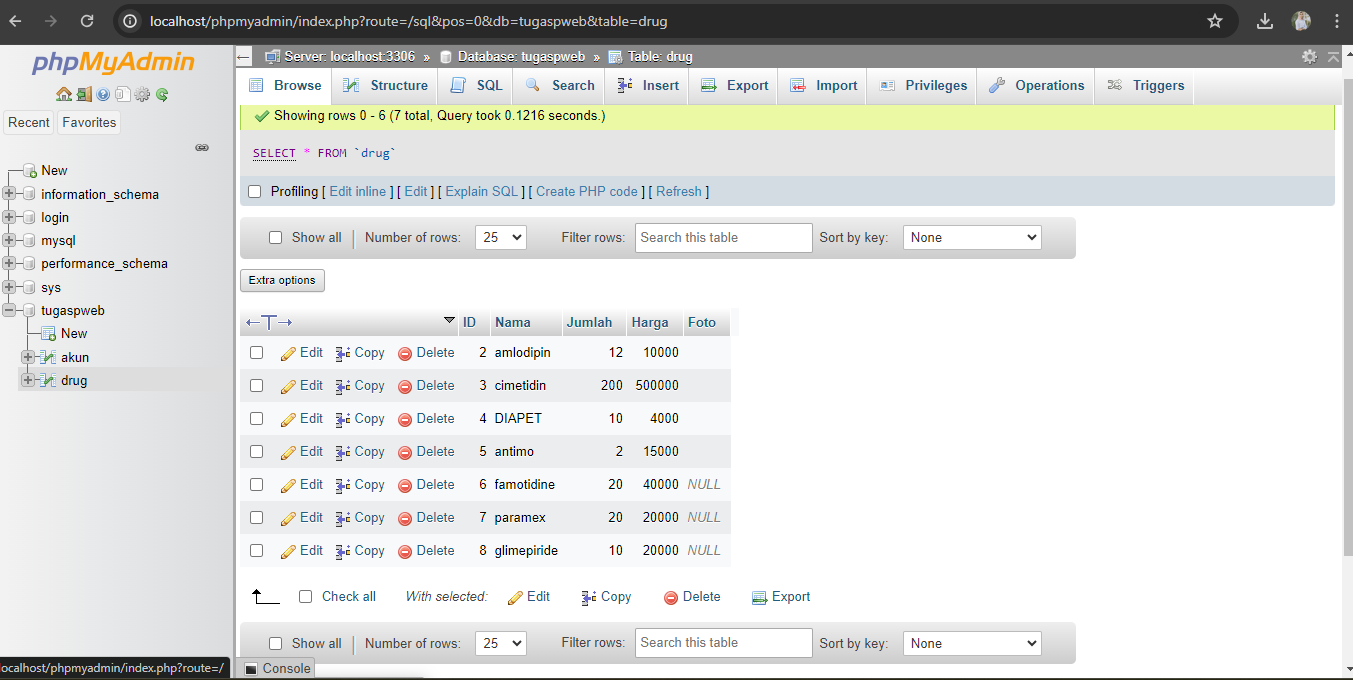 localhost/phpmyadmin/index.php?route=/sql&pos=0&db=tugaspweb&table=drug
phpMyAdmin
Recent Favorites
New
information_schema
login
mysql
performance_schema
sys
tugaspweb
New
akun
drug
localhost/phpmyadmin/index.php?route=/
Server: localhost:3306 » Database: tugaspweb » Table: drug
Browse Structure SQL Search Insert Export Import Privileges Operations Triggers
Showing rows 0 - 6 (7 total, Query took 0.1216 seconds.)
SELECT * FROM `drug`
Profiling [ Edit inline ] [ Edit ] [ Explain SQL ] [ Create PHP code ] [ Refresh ]
Show all Number of rows: 25 Filter rows: Search this table Sort by key: None
Extra options
←T→ ID Nama Jumlah Harga Foto
Edit Copy Delete 2 amlodipin 12 10000
Edit Copy Delete 3 cimetidin 200 500000
Edit Copy Delete 4 DIAPET 10 4000
Edit Copy Delete 5 antimo 2 15000
Edit Copy Delete 6 famotidine 20 40000 NULL
Edit Copy Delete 7 paramex 20 20000 NULL
Edit Copy Delete 8 glimepiride 10 20000 NULL
Check all With selected: Edit Copy Delete Export
Show all Number of rows: 25 Filter rows: Search this table Sort by key: None
Console